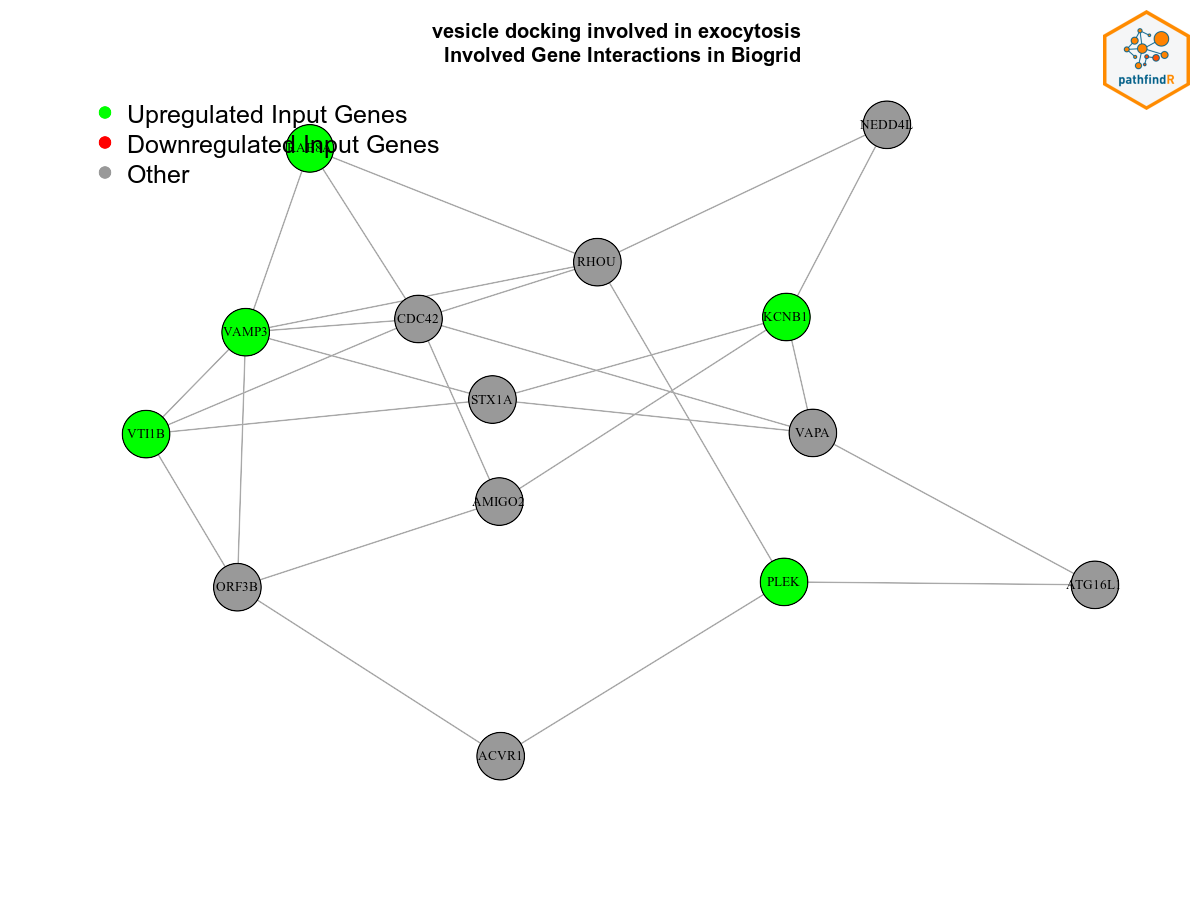 vesicle docking involved in exocytosis
Involved Gene Interactions in Biogrid
pathfindR
Upregulated Input Genes
Downregulated Input Genes
Other
NEDD4L
RHOU
CDC42
KCNB1
VAMP3
STX1A
VTI1B
VAPA
AMIGO2
ORF3B
PLEK
ATG16L
ACVR1